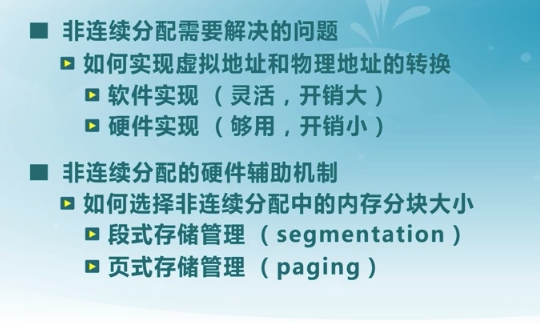 非连续分配需要解决的问题
如何实现虚拟地址和物理地址的转换
软件实现 （灵活，开销大）
硬件实现 （够用，开销小）
非连续分配的硬件辅助机制
如何选择非连续分配中的内存分块大小
段式存储管理 （segmentation）
页式存储管理 （paging）